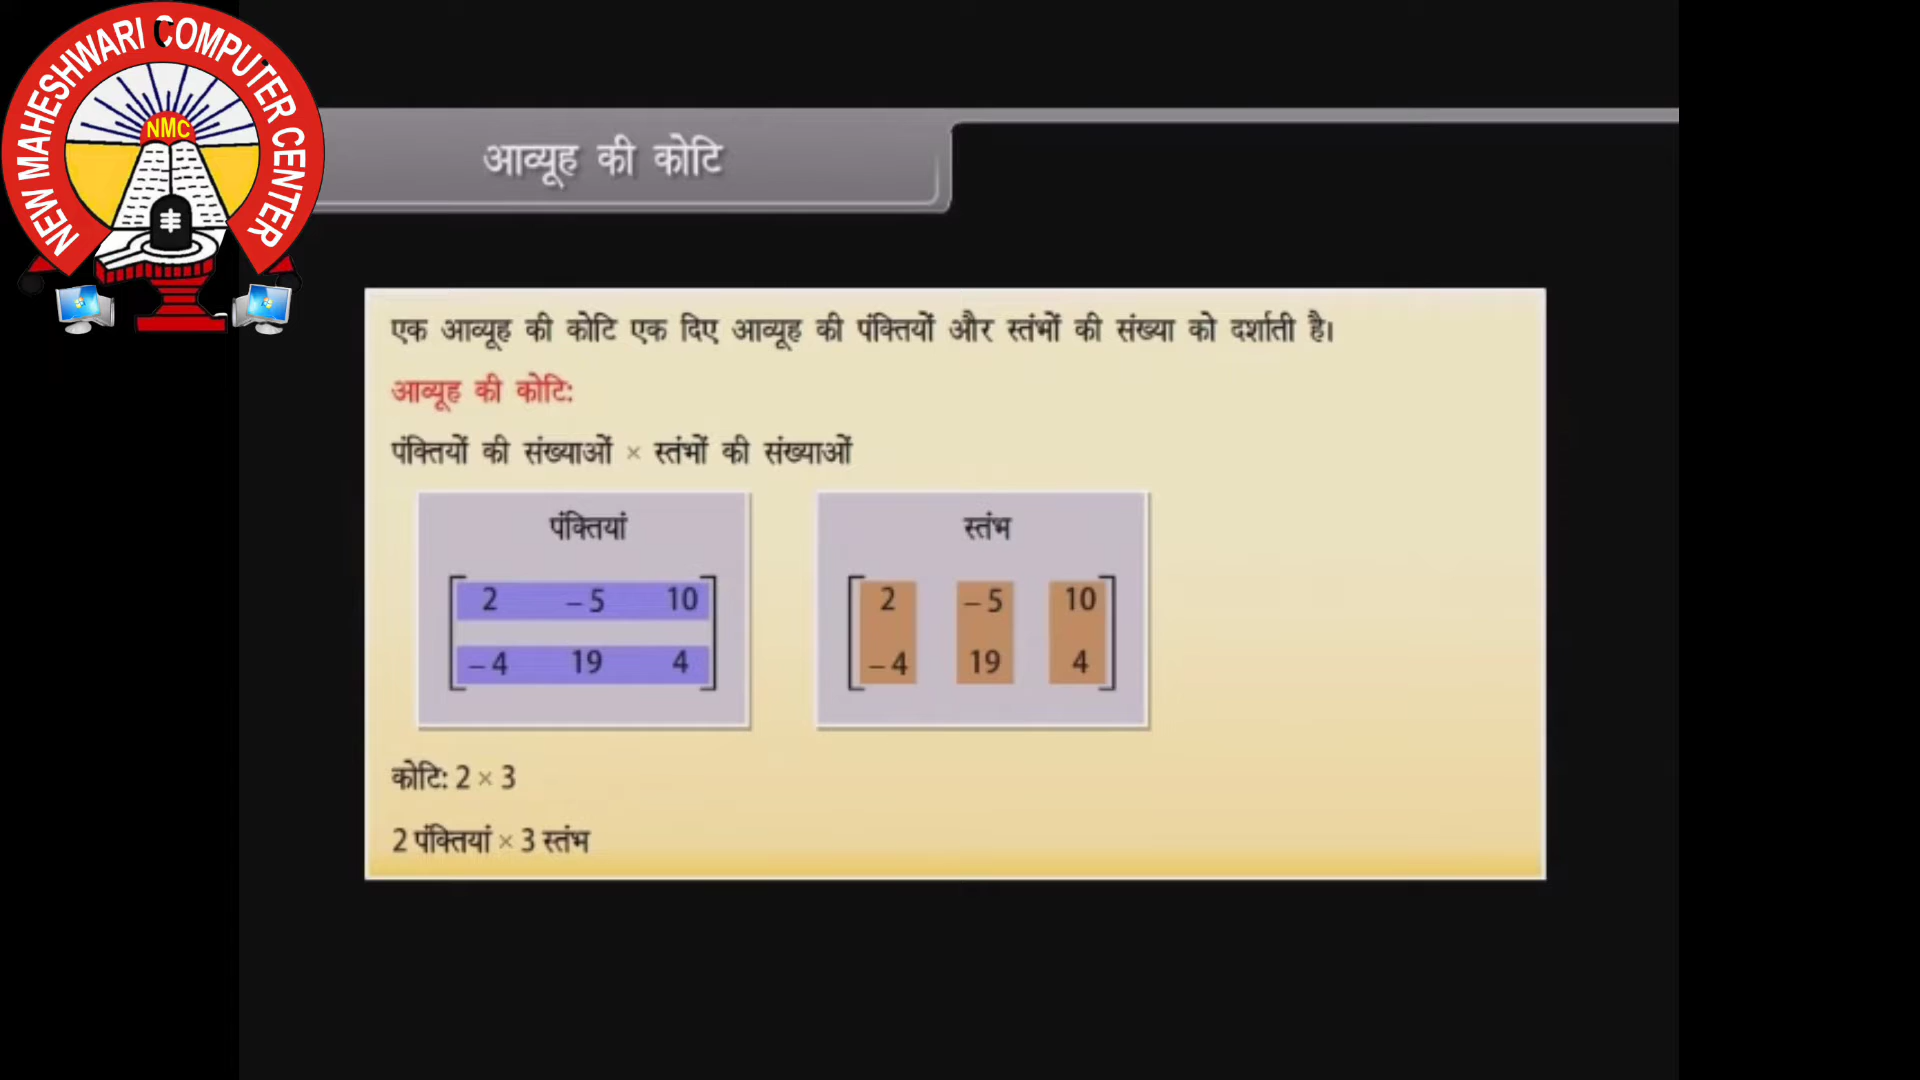 NEW MAHESHWARI COMPUTER CENTER
NMC
आव्यूह की कोटि
एक आव्यूह की कोटि एक दिए आव्यूह की पंक्तियों और स्तंभों की संख्या को दर्शाती है।
आव्यूह की कोटि:
पंक्तियों की संख्याओं × स्तंभों की संख्याओं
पंक्तियां
2 – 5 10
– 4 19 4
स्तंभ
2 – 5 10
– 4 19 4
कोटि: 2 × 3
2 पंक्तियां × 3 स्तंभ